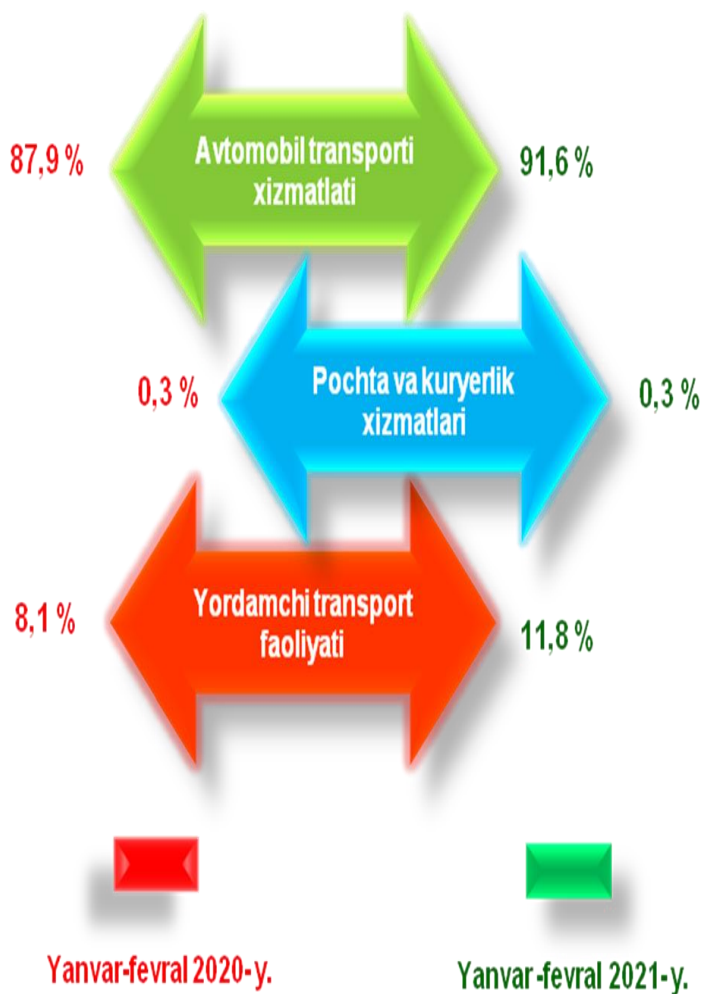 87,9 %
Avtomobil transporti
xizmatlati
91,6 %
0,3 %
Pochta va kuryerlik
xizmatlari
0,3 %
8,1 %
Yordamchi transport
faoliyati
11,8 %
Yanvar-fevral 2020-y.
Yanvar-fevral 2021-y.